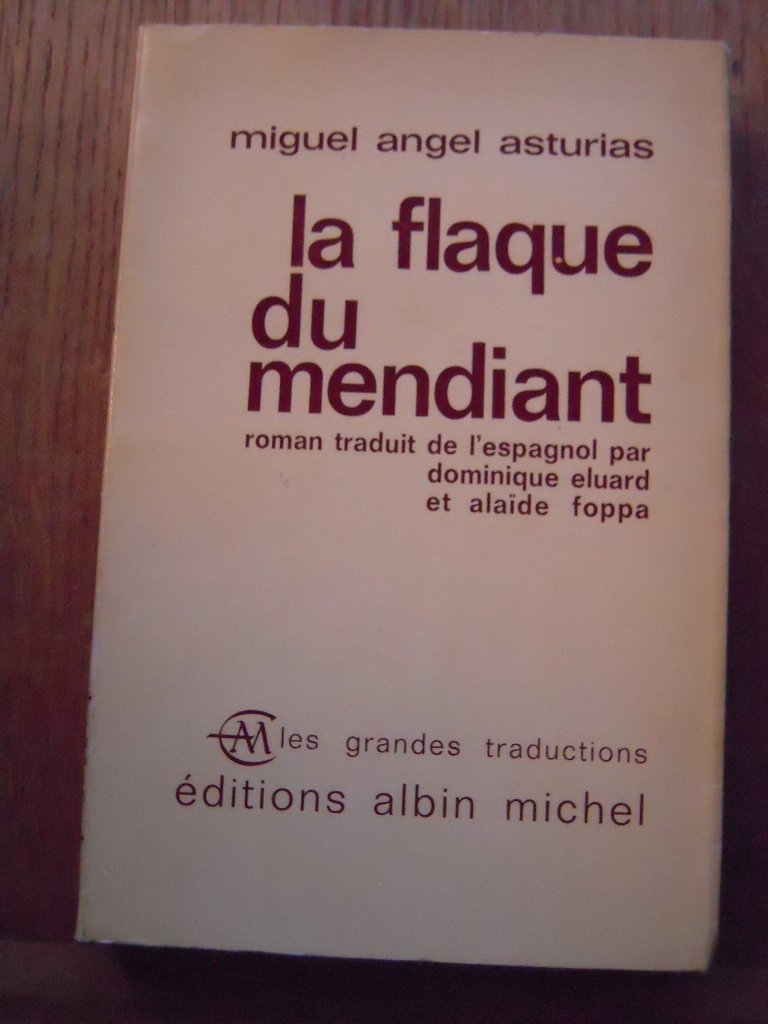 miguel angel asturias
la flaque
du
mendiant
roman traduit de l'espagnol par
dominique eluard
et alaïde foppa
AM les grandes traductions
éditions albin michel